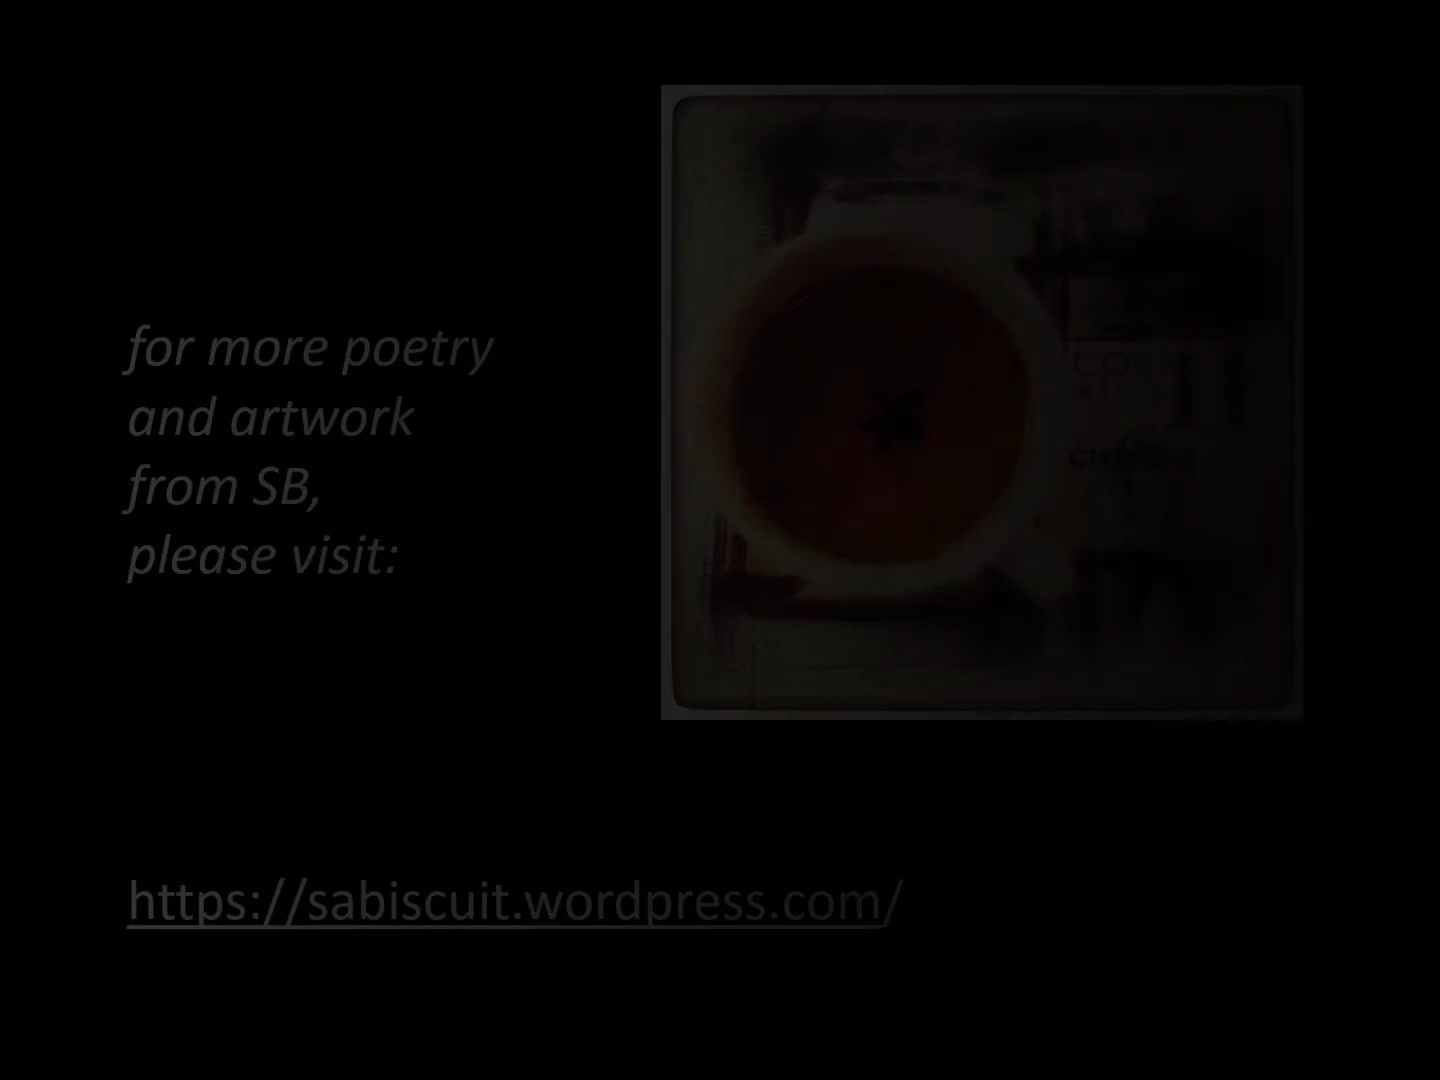 for more poetry
and artwork
from SB,
please visit:
https://sabiscuit.wordpress.com/